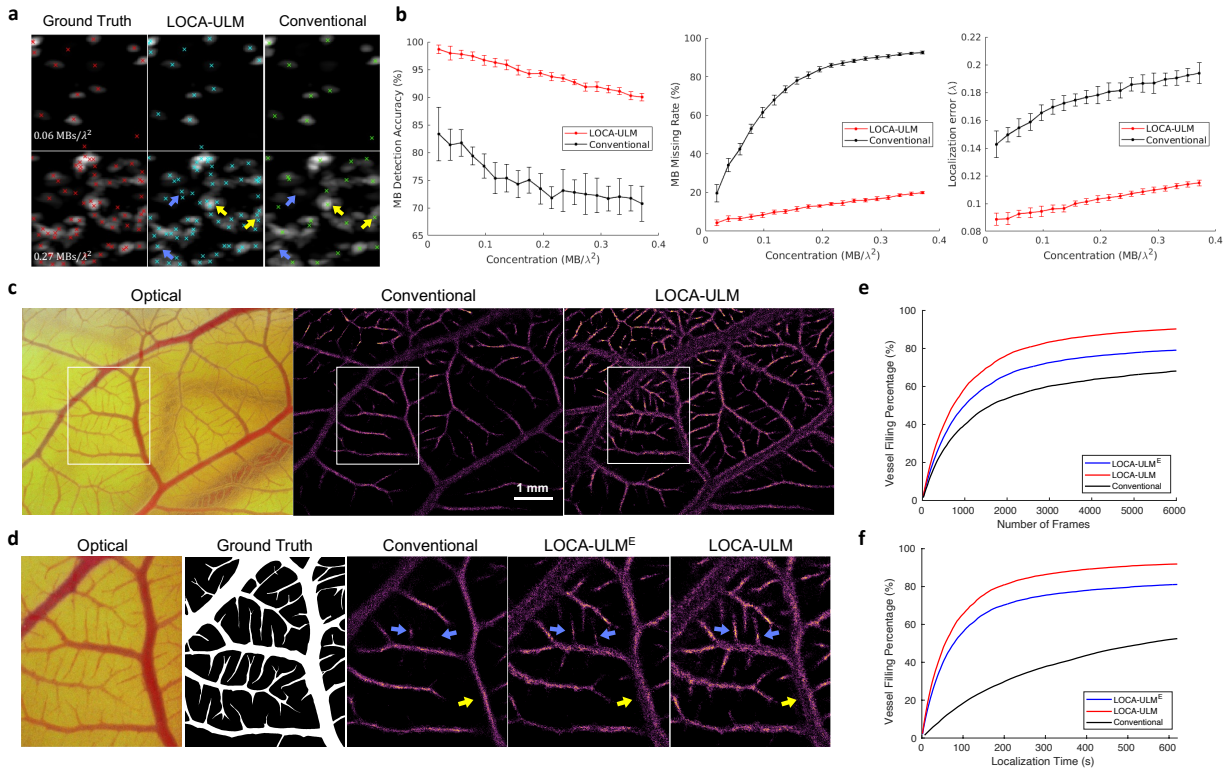 a
Ground Truth
LOCA-ULM
Conventional
0.06 MBs/λ²
0.27 MBs/λ²
b
MB Detection Accuracy (%)
100
95
90
85
80
75
70
65
0
0.1
0.2
0.3
0.4
Concentration (MB/λ²)
LOCA-ULM
Conventional
MB Missing Rate (%)
100
80
60
40
20
0
0
0.1
0.2
0.3
0.4
Concentration (MB/λ²)
LOCA-ULM
Conventional
Localization error (λ)
0.22
0.2
0.18
0.16
0.14
0.12
0.1
0.08
0
0.1
0.2
0.3
0.4
Concentration (MB/λ²)
LOCA-ULM
Conventional
c
Optical
Conventional
LOCA-ULM
1 mm
d
Optical
Ground Truth
Conventional
LOCA-ULMᴱ
LOCA-ULM
e
Vessel Filling Percentage (%)
100
80
60
40
20
0
0
1000
2000
3000
4000
5000
6000
Number of Frames
LOCA-ULMᴱ
LOCA-ULM
Conventional
f
Vessel Filling Percentage (%)
100
80
60
40
20
0
0
100
200
300
400
500
600
Localization Time (s)
LOCA-ULMᴱ
LOCA-ULM
Conventional